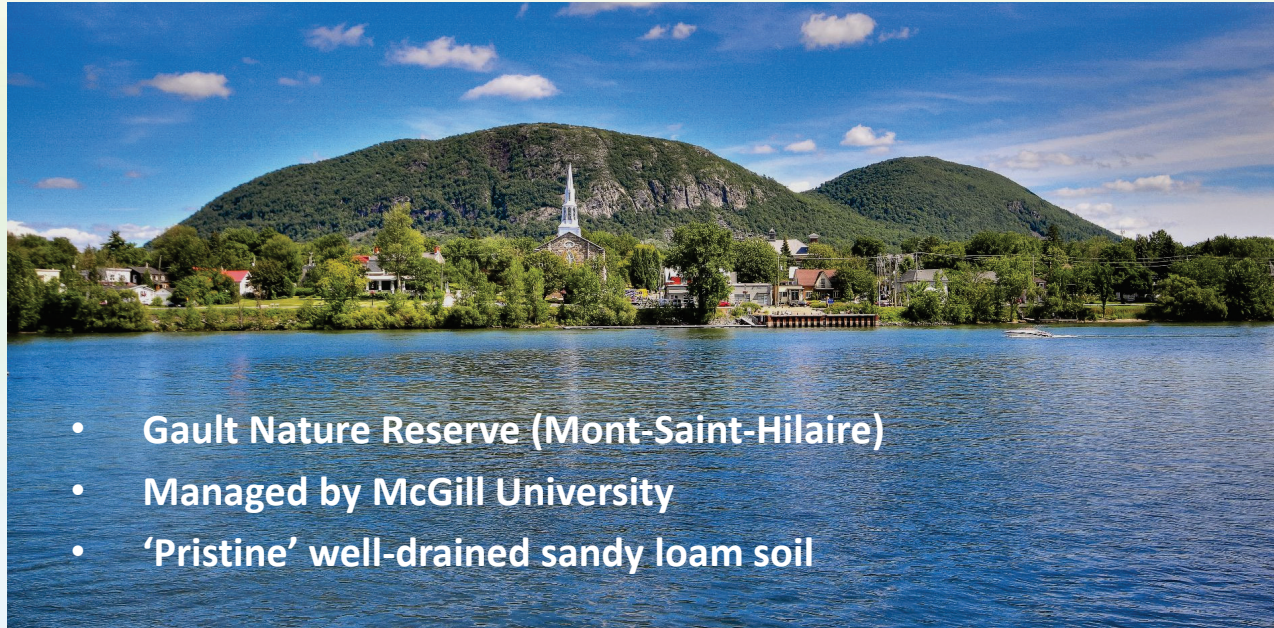 • Gault Nature Reserve (Mont-Saint-Hilaire)
• Managed by McGill University
• ‘Pristine’ well-drained sandy loam soil